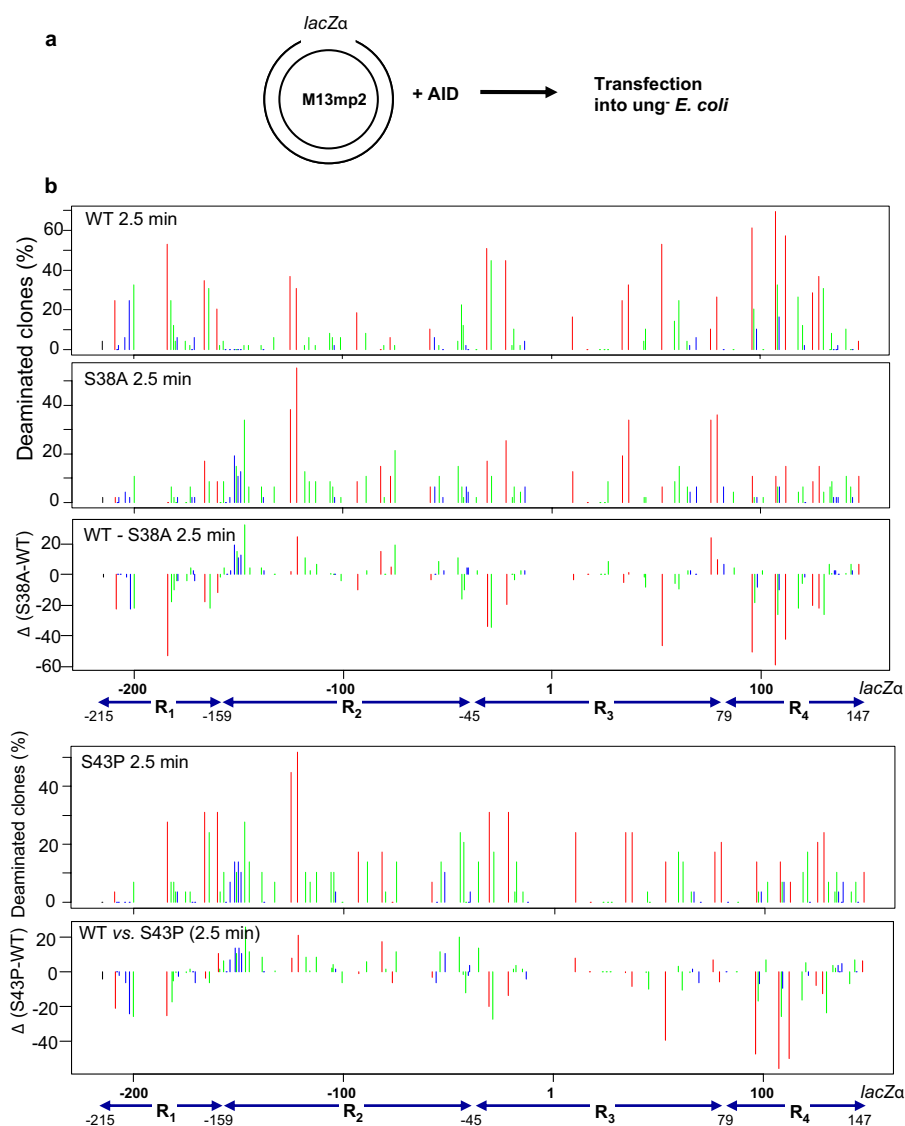 a
lacZα
M13mp2
+ AID
Transfection
into ung- E. coli
b
WT 2.5 min
Deaminated clones (%)
60
40
20
0
S38A 2.5 min
40
20
0
WT - S38A 2.5 min
Δ (S38A-WT)
20
0
-20
-40
-60
-200 -100 1 100 lacZα
R1 R2 R3 R4
-215 -159 -45 79 147
S43P 2.5 min
Deaminated clones (%)
40
20
0
WT vs. S43P (2.5 min)
Δ (S43P-WT)
20
0
-20
-40
-200 -100 1 100 lacZα
R1 R2 R3 R4
-215 -159 -45 79 147